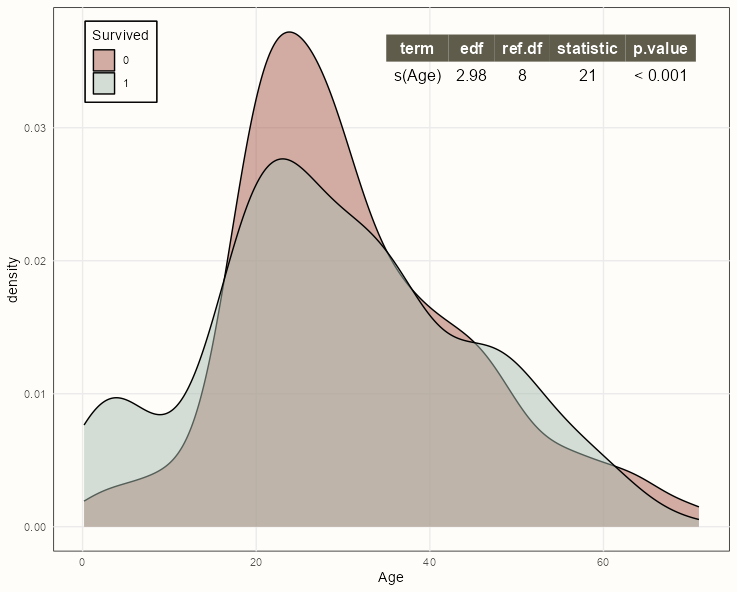 Survived
0
1
term edf ref.df statistic p.value
s(Age) 2.98 8 21 < 0.001
density
0.03
0.02
0.01
0.00
0 20 40 60
Age